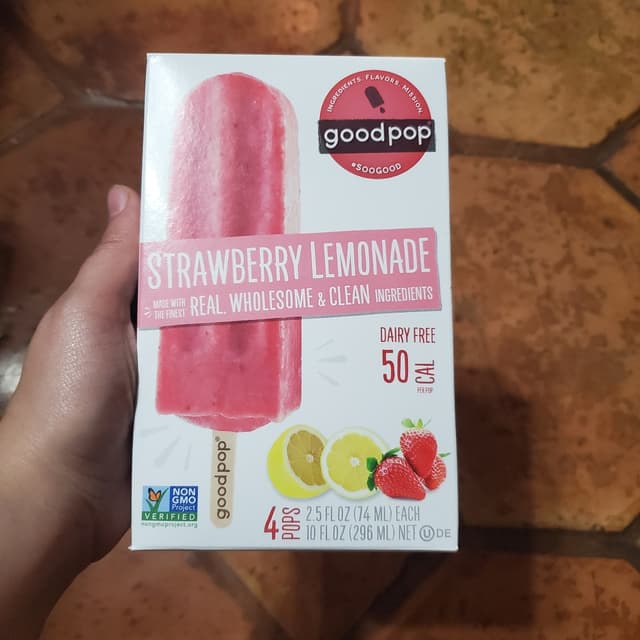 INGREDIENTS. FLAVORS. MISSION.
goodpop
#SOOGOOD
STRAWBERRY LEMONADE
MADE WITH
THE FINEST
REAL, WHOLESOME & CLEAN INGREDIENTS
DAIRY FREE
50 CAL
PER POP
goodpop®
NON
GMO
Project
VERIFIED
nongmoproject.org
4 POPS
2.5 FL OZ (74 ML) EACH
10 FL OZ (296 ML) NET
U DE